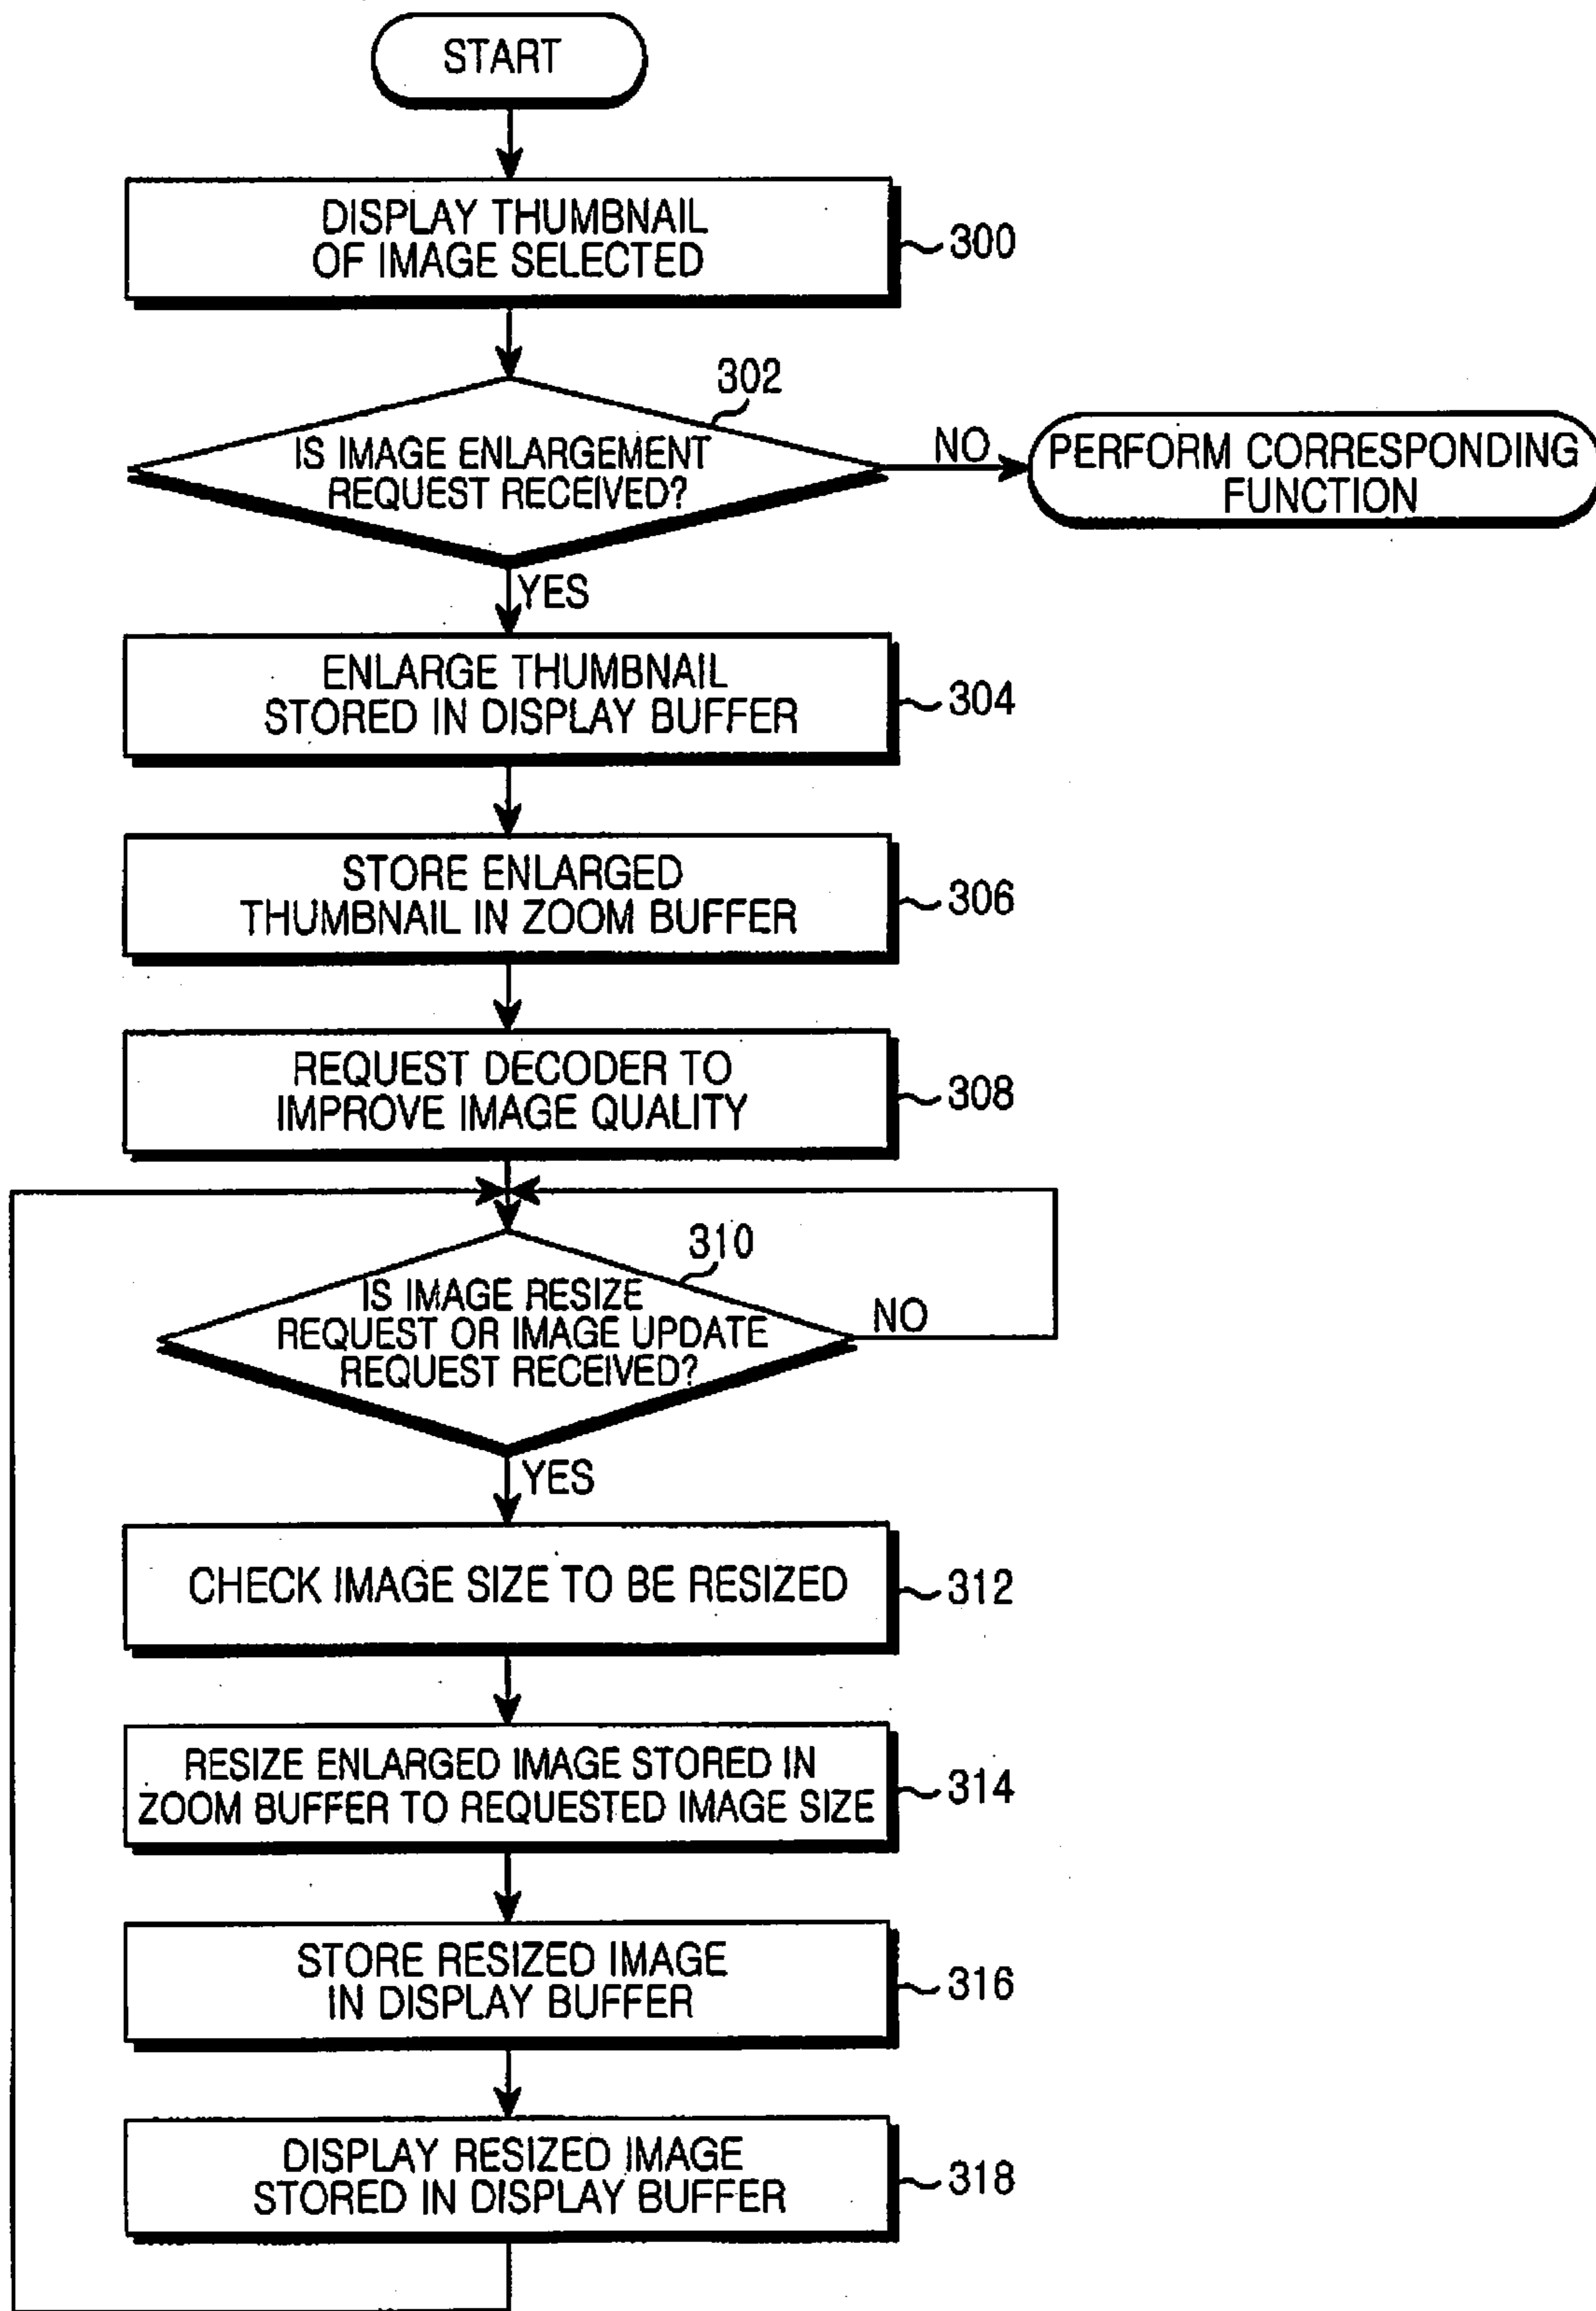 START
DISPLAY THUMBNAIL
OF IMAGE SELECTED
300
302
IS IMAGE ENLARGEMENT
REQUEST RECEIVED?
NO
PERFORM CORRESPONDING
FUNCTION
YES
ENLARGE THUMBNAIL
STORED IN DISPLAY BUFFER
304
STORE ENLARGED
THUMBNAIL IN ZOOM BUFFER
306
REQUEST DECODER TO
IMPROVE IMAGE QUALITY
308
310
IS IMAGE RESIZE
REQUEST OR IMAGE UPDATE
REQUEST RECEIVED?
NO
YES
CHECK IMAGE SIZE TO BE RESIZED
312
RESIZE ENLARGED IMAGE STORED IN
ZOOM BUFFER TO REQUESTED IMAGE SIZE
314
STORE RESIZED IMAGE
IN DISPLAY BUFFER
316
DISPLAY RESIZED IMAGE
STORED IN DISPLAY BUFFER
318